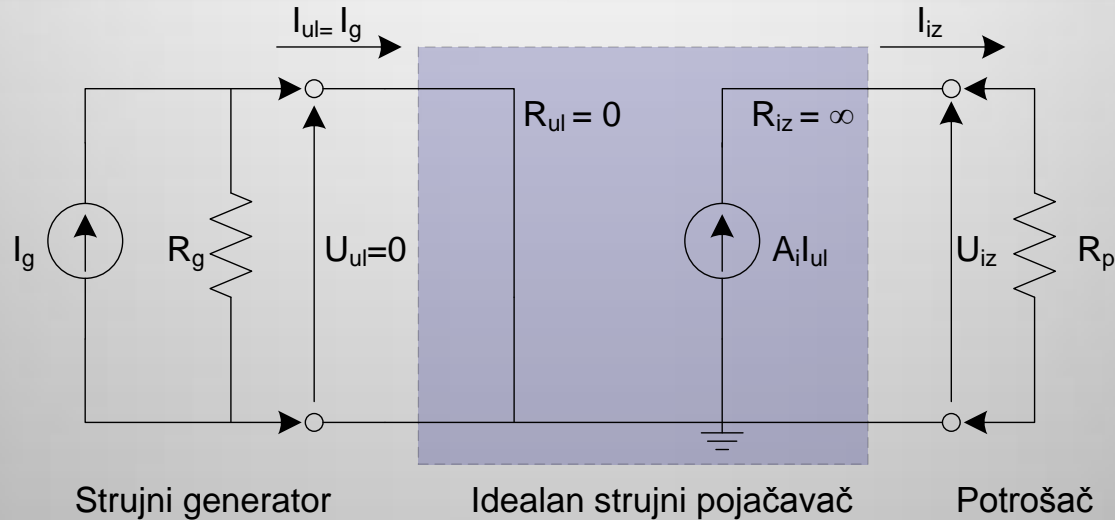 I_ul= I_g
I_iz
R_ul = 0
R_iz = ∞
I_g
R_g
U_ul=0
A_iI_ul
U_iz
R_p
Strujni generator
Idealan strujni pojačavač
Potrošač